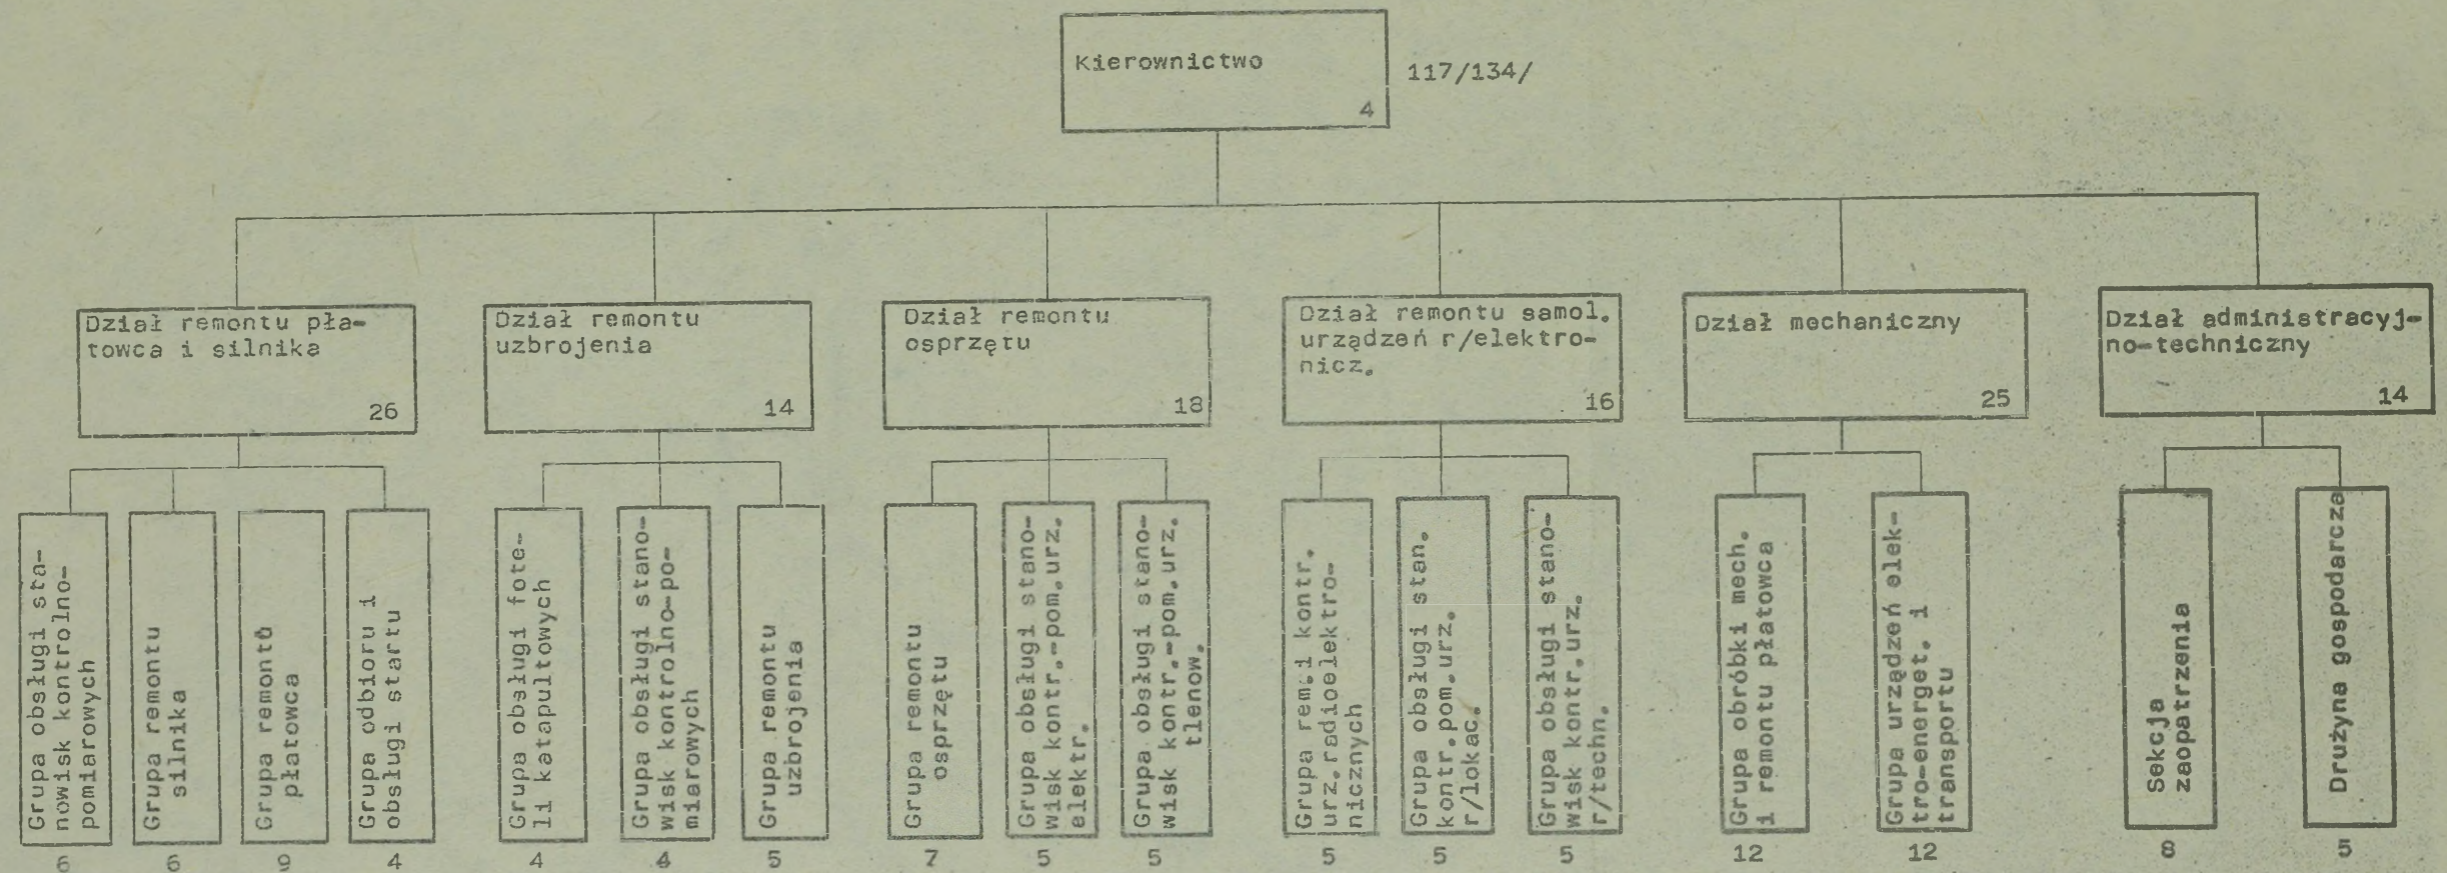 Kierownictwo
4
117/134/
Dział remontu pła-
towca i silnika
26
Dział remontu
uzbrojenia
14
Dział remontu
osprzętu
18
Dział remontu samol.
urządzeń r/elektro-
nicz.
16
Dział mechaniczny
25
Dział administracyj-
no-techniczny
14
Grupa obsługi sta-
nowisk kontrolno-
pomiarowych
6
Grupa remontu
silnika
6
Grupa remontu
płatowca
9
Grupa odbioru i
obsługi startu
4
Grupa obsługi fote-
li katapultowych
4
Grupa obsługi stano-
wisk kontrolno-po-
miarowych
4
Grupa remontu
uzbrojenia
5
Grupa remontu
osprzętu
7
Grupa obsługi stano-
wisk kontr.-pom.urz.
elektr.
5
Grupa obsługi stano-
wisk kontr.-pom.urz.
tlenow.
5
Grupa rem.i kontr.
urz.radioelektro-
nicznych
5
Grupa obsługi stan.
kontr.pom.urz.
r/lokac.
5
Grupa obsługi stano-
wisk kontr.urz.
r/techn.
5
Grupa obróbki mech.
i remontu płatowca
12
Grupa urządzeń elek-
tro-energet. i
transportu
12
Sekcja
zaopatrzenia
8
Drużyna gospodarcza
5